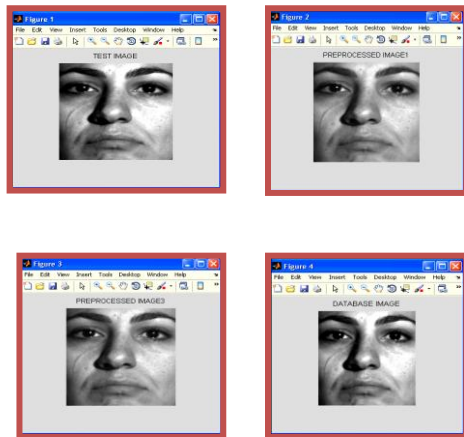 Figure 1
File Edit View Insert Tools Desktop Window Help
TEST IMAGE
Figure 2
File Edit View Insert Tools Desktop Window Help
PREPROCESSED IMAGE1
Figure 3
File Edit View Insert Tools Desktop Window Help
PREPROCESSED IMAGE3
Figure 4
File Edit View Insert Tools Desktop Window Help
DATABASE IMAGE